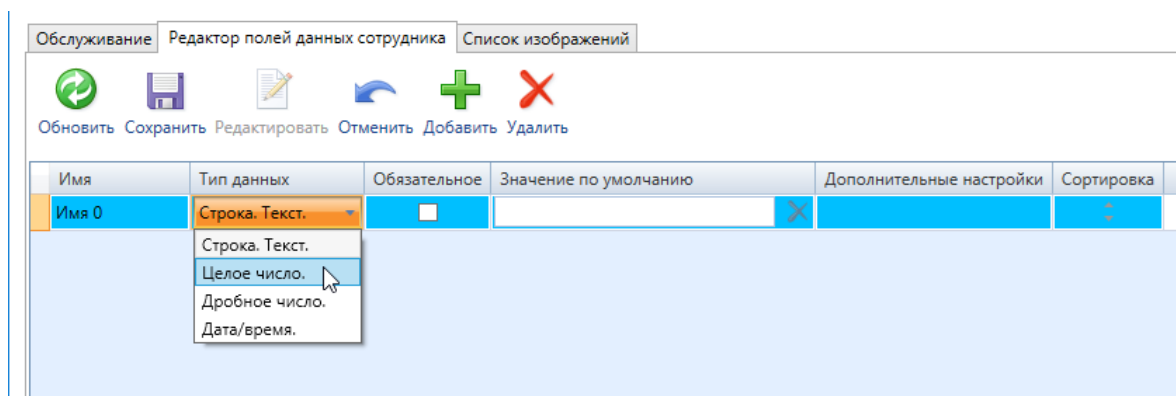 Обслуживание Редактор полей данных сотрудника Список изображений
Обновить Сохранить Редактировать Отменить Добавить Удалить
Имя Тип данных Обязательное Значение по умолчанию Дополнительные настройки Сортировка
Имя 0 Строка. Текст.
Строка. Текст.
Целое число.
Дробное число.
Дата/время.